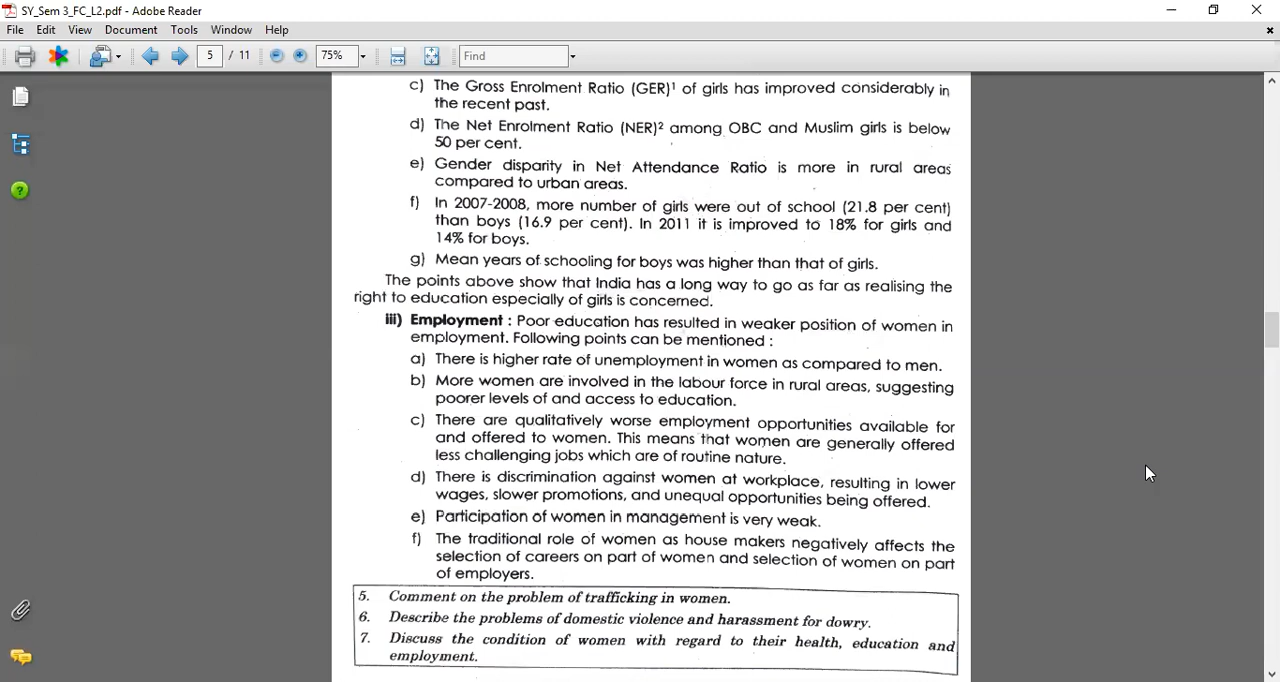 SY_Sem 3_FC_L2.pdf - Adobe Reader
File Edit View Document Tools Window Help
5 / 11 75% Find
c) The Gross Enrolment Ratio (GER)¹ of girls has improved considerably in
the recent past.
d) The Net Enrolment Ratio (NER)² among OBC and Muslim girls is below
50 per cent.
e) Gender disparity in Net Attendance Ratio is more in rural areas
compared to urban areas.
f) In 2007-2008, more number of girls were out of school (21.8 per cent)
than boys (16.9 per cent). In 2011 it is improved to 18% for girls and
14% for boys.
g) Mean years of schooling for boys was higher than that of girls.
The points above show that India has a long way to go as far as realising the
right to education especially of girls is concerned.
iii) Employment : Poor education has resulted in weaker position of women in
employment. Following points can be mentioned :
a) There is higher rate of unemployment in women as compared to men.
b) More women are involved in the labour force in rural areas, suggesting
poorer levels of and access to education.
c) There are qualitatively worse employment opportunities available for
and offered to women. This means that women are generally offered
less challenging jobs which are of routine nature.
d) There is discrimination against women at workplace, resulting in lower
wages, slower promotions, and unequal opportunities being offered.
e) Participation of women in management is very weak.
f) The traditional role of women as house makers negatively affects the
selection of careers on part of women and selection of women on part
of employers.
5. Comment on the problem of trafficking in women.
6. Describe the problems of domestic violence and harassment for dowry.
7. Discuss the condition of women with regard to their health, education and
employment.